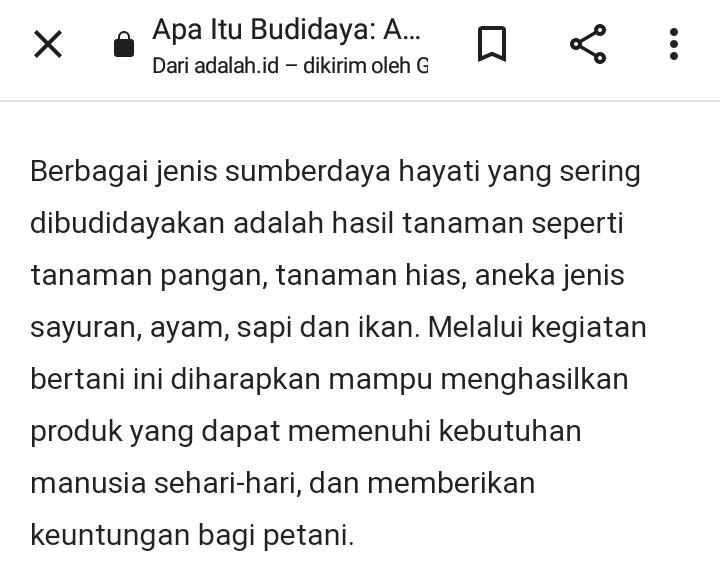 Apa Itu Budidaya: A...
Dari adalah.id – dikirim oleh G
Berbagai jenis sumberdaya hayati yang sering
dibudidayakan adalah hasil tanaman seperti
tanaman pangan, tanaman hias, aneka jenis
sayuran, ayam, sapi dan ikan. Melalui kegiatan
bertani ini diharapkan mampu menghasilkan
produk yang dapat memenuhi kebutuhan
manusia sehari-hari, dan memberikan
keuntungan bagi petani.